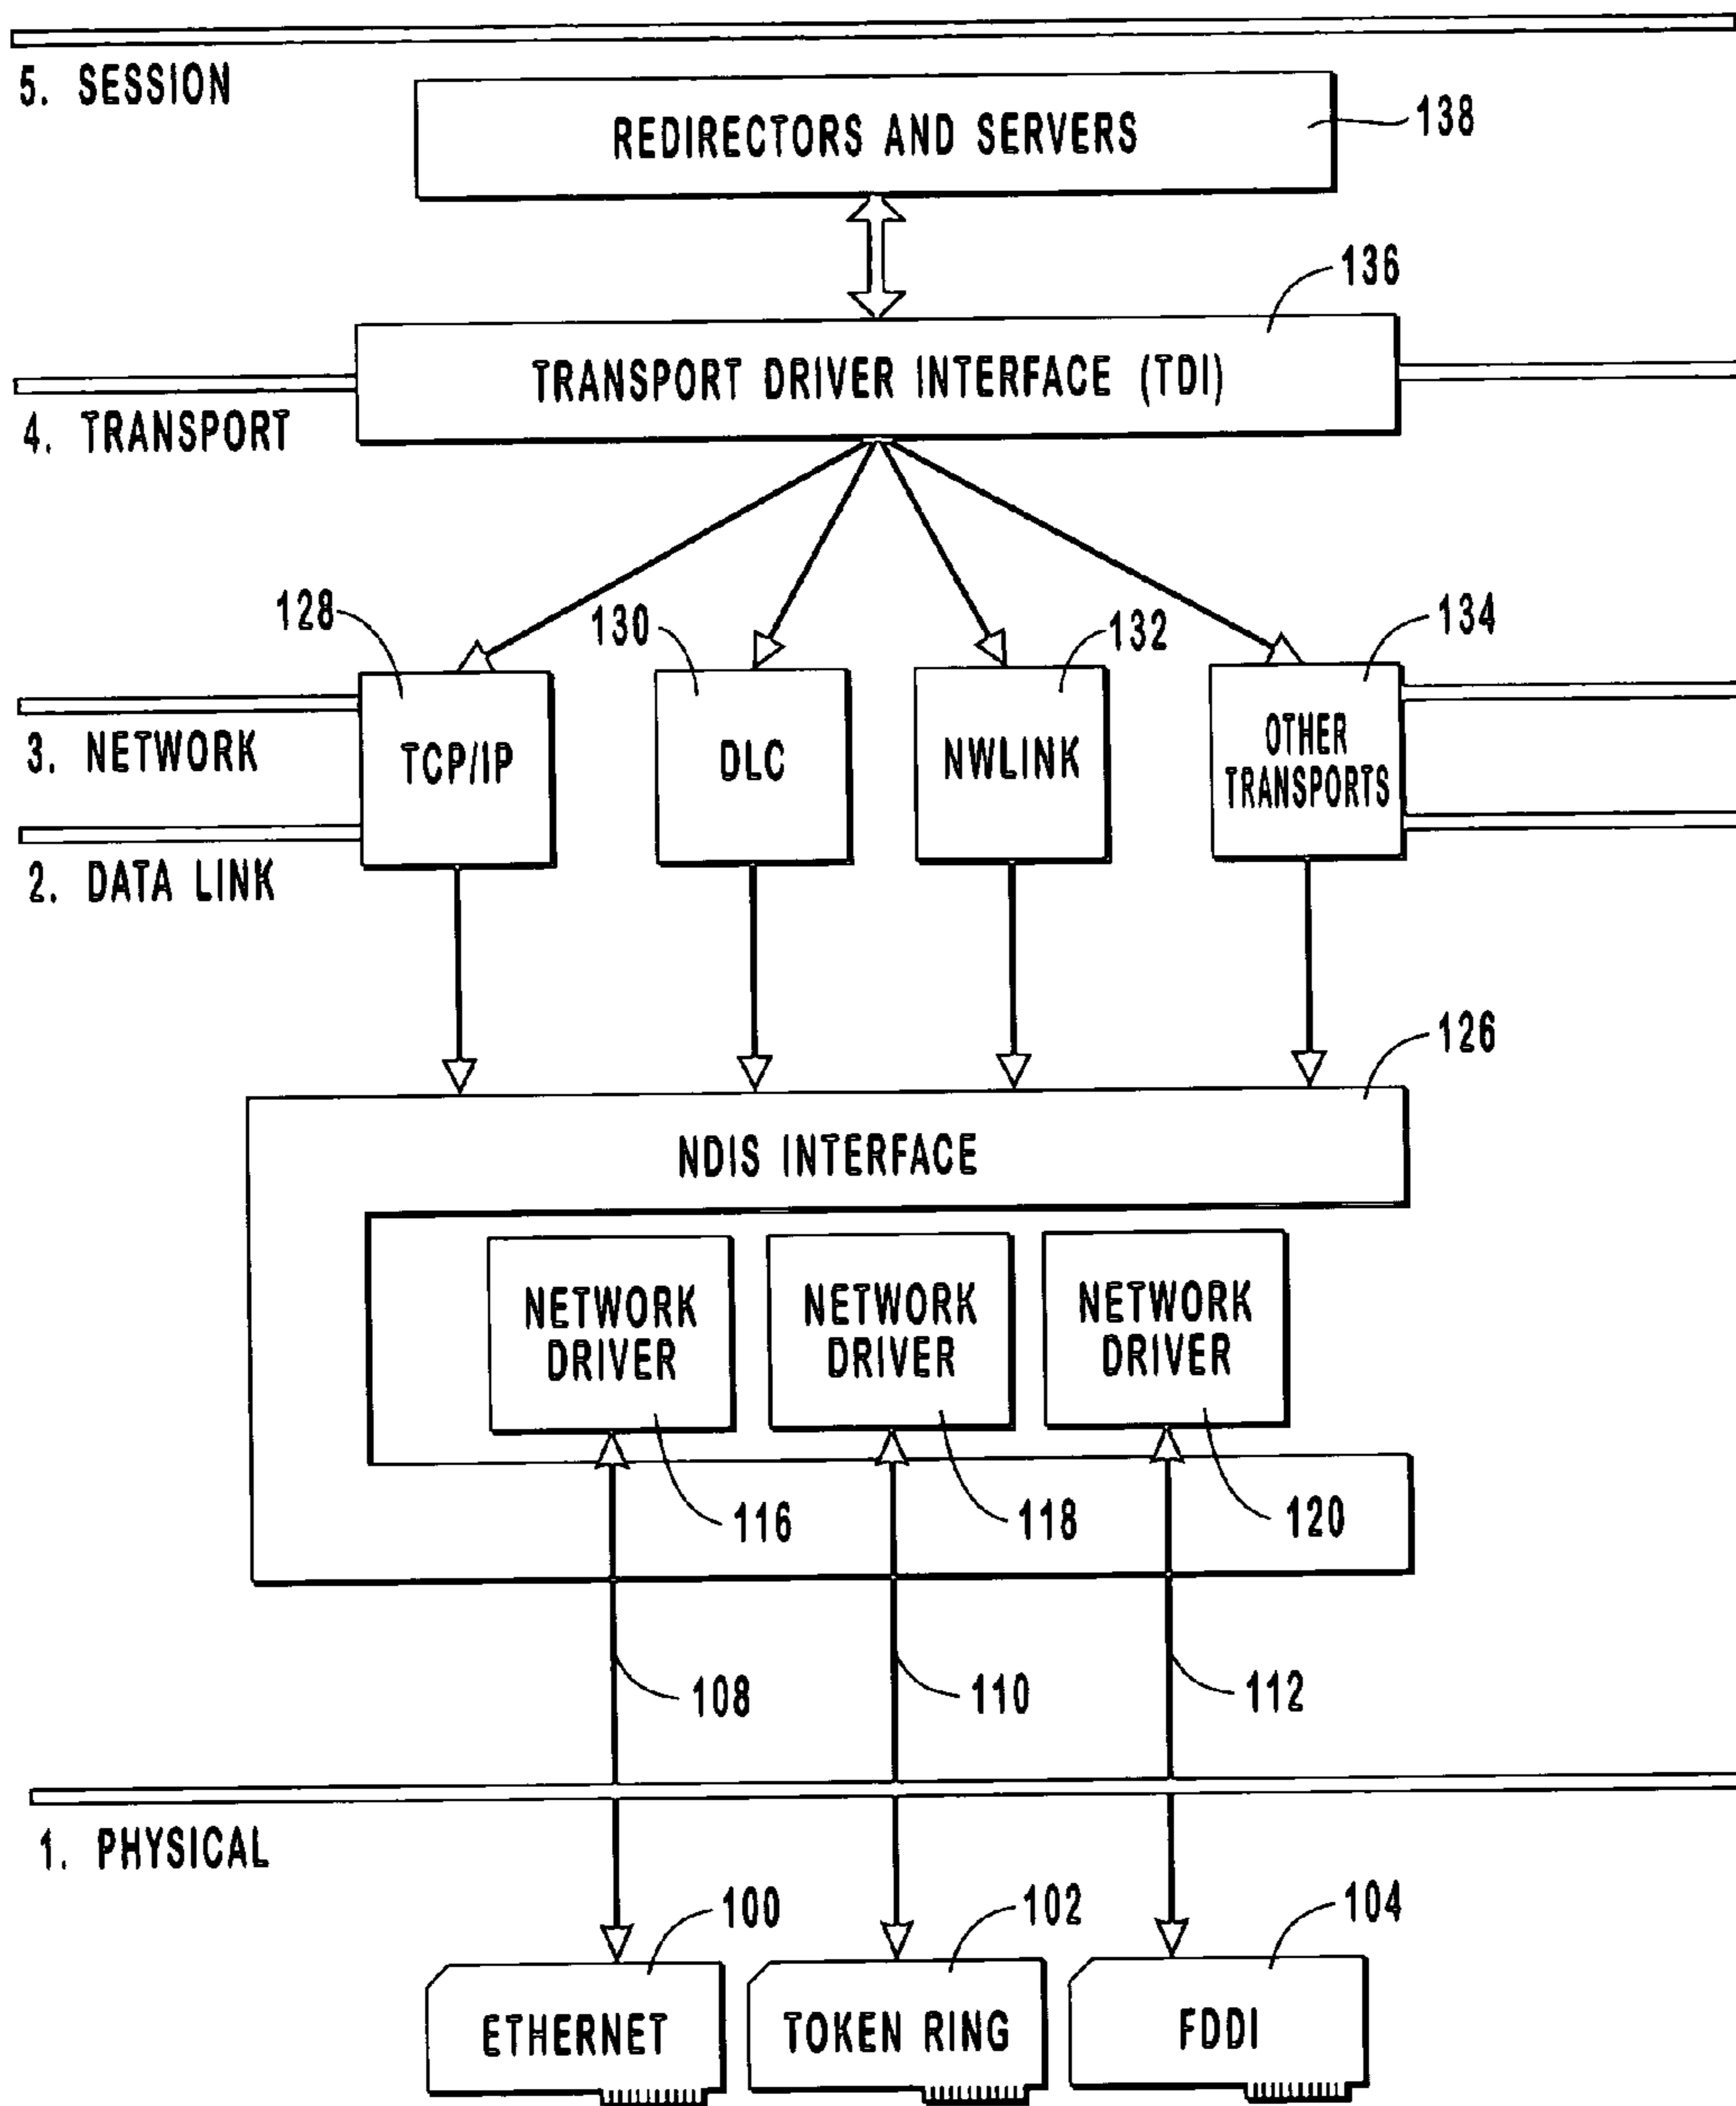 5. SESSION
REDIRECTORS AND SERVERS
138
136
TRANSPORT DRIVER INTERFACE (TDI)
4. TRANSPORT
128
130
132
134
3. NETWORK
TCP/IP
DLC
NWLINK
OTHER
TRANSPORTS
2. DATA LINK
126
NDIS INTERFACE
NETWORK
DRIVER
NETWORK
DRIVER
NETWORK
DRIVER
116
118
120
108
110
112
1. PHYSICAL
100
102
104
ETHERNET
TOKEN RING
FDDI